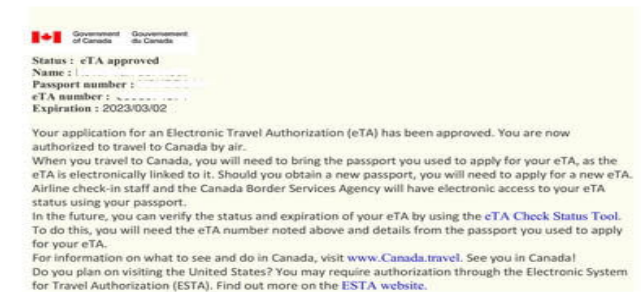 Government Gouvernement
of Canada du Canada
Status : eTA approved
Name :
Passport number :
eTA number :
Expiration : 2023/03/02
Your application for an Electronic Travel Authorization (eTA) has been approved. You are now
authorized to travel to Canada by air.
When you travel to Canada, you will need to bring the passport you used to apply for your eTA, as the
eTA is electronically linked to it. Should you obtain a new passport, you will need to apply for a new eTA.
Airline check-in staff and the Canada Border Services Agency will have electronic access to your eTA
status using your passport.
In the future, you can verify the status and expiration of your eTA by using the eTA Check Status Tool.
To do this, you will need the eTA number noted above and details from the passport you used to apply
for your eTA.
For information on what to see and do in Canada, visit www.Canada.travel. See you in Canada!
Do you plan on visiting the United States? You may require authorization through the Electronic System
for Travel Authorization (ESTA). Find out more on the ESTA website.